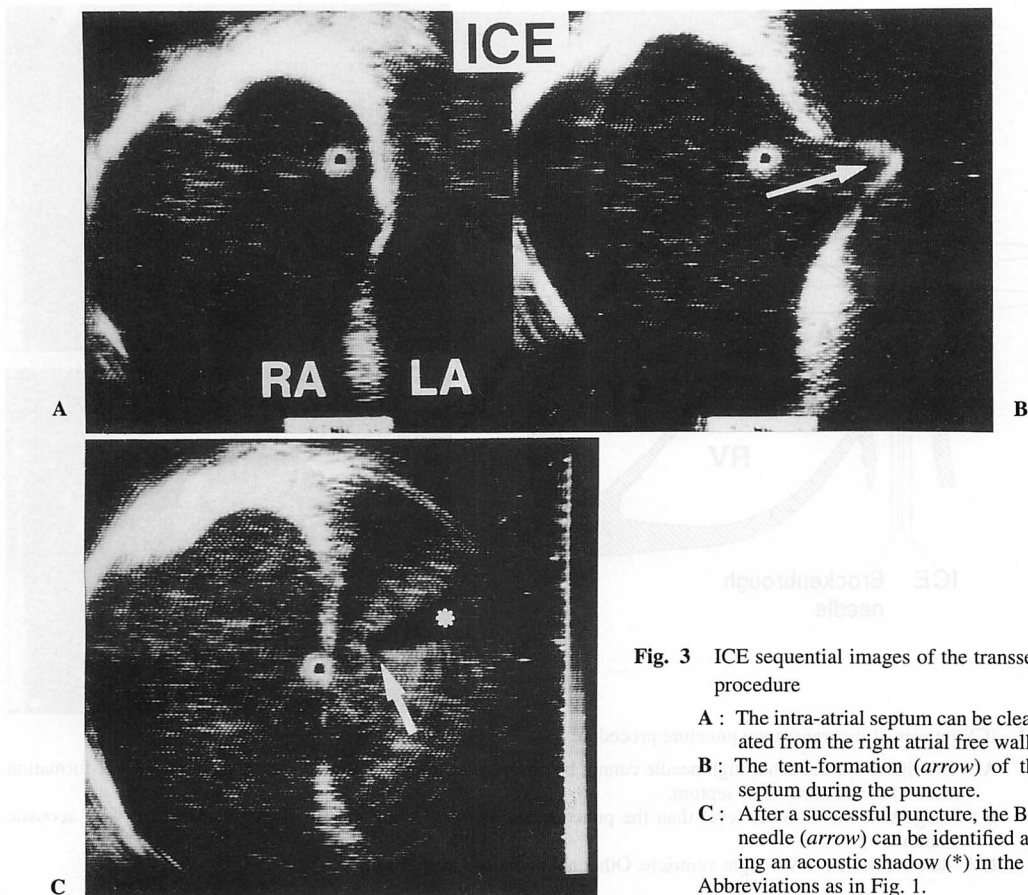 ICE
RA LA
A
B
*
C
Fig. 3 ICE sequential images of the transse
procedure
A : The intra-atrial septum can be clea
ated from the right atrial free wall
B : The tent-formation (arrow) of th
septum during the puncture.
C : After a successful puncture, the B
needle (arrow) can be identified a
ing an acoustic shadow (*) in the
Abbreviations as in Fig. 1.
RV
ICE Brockenbrough
needle